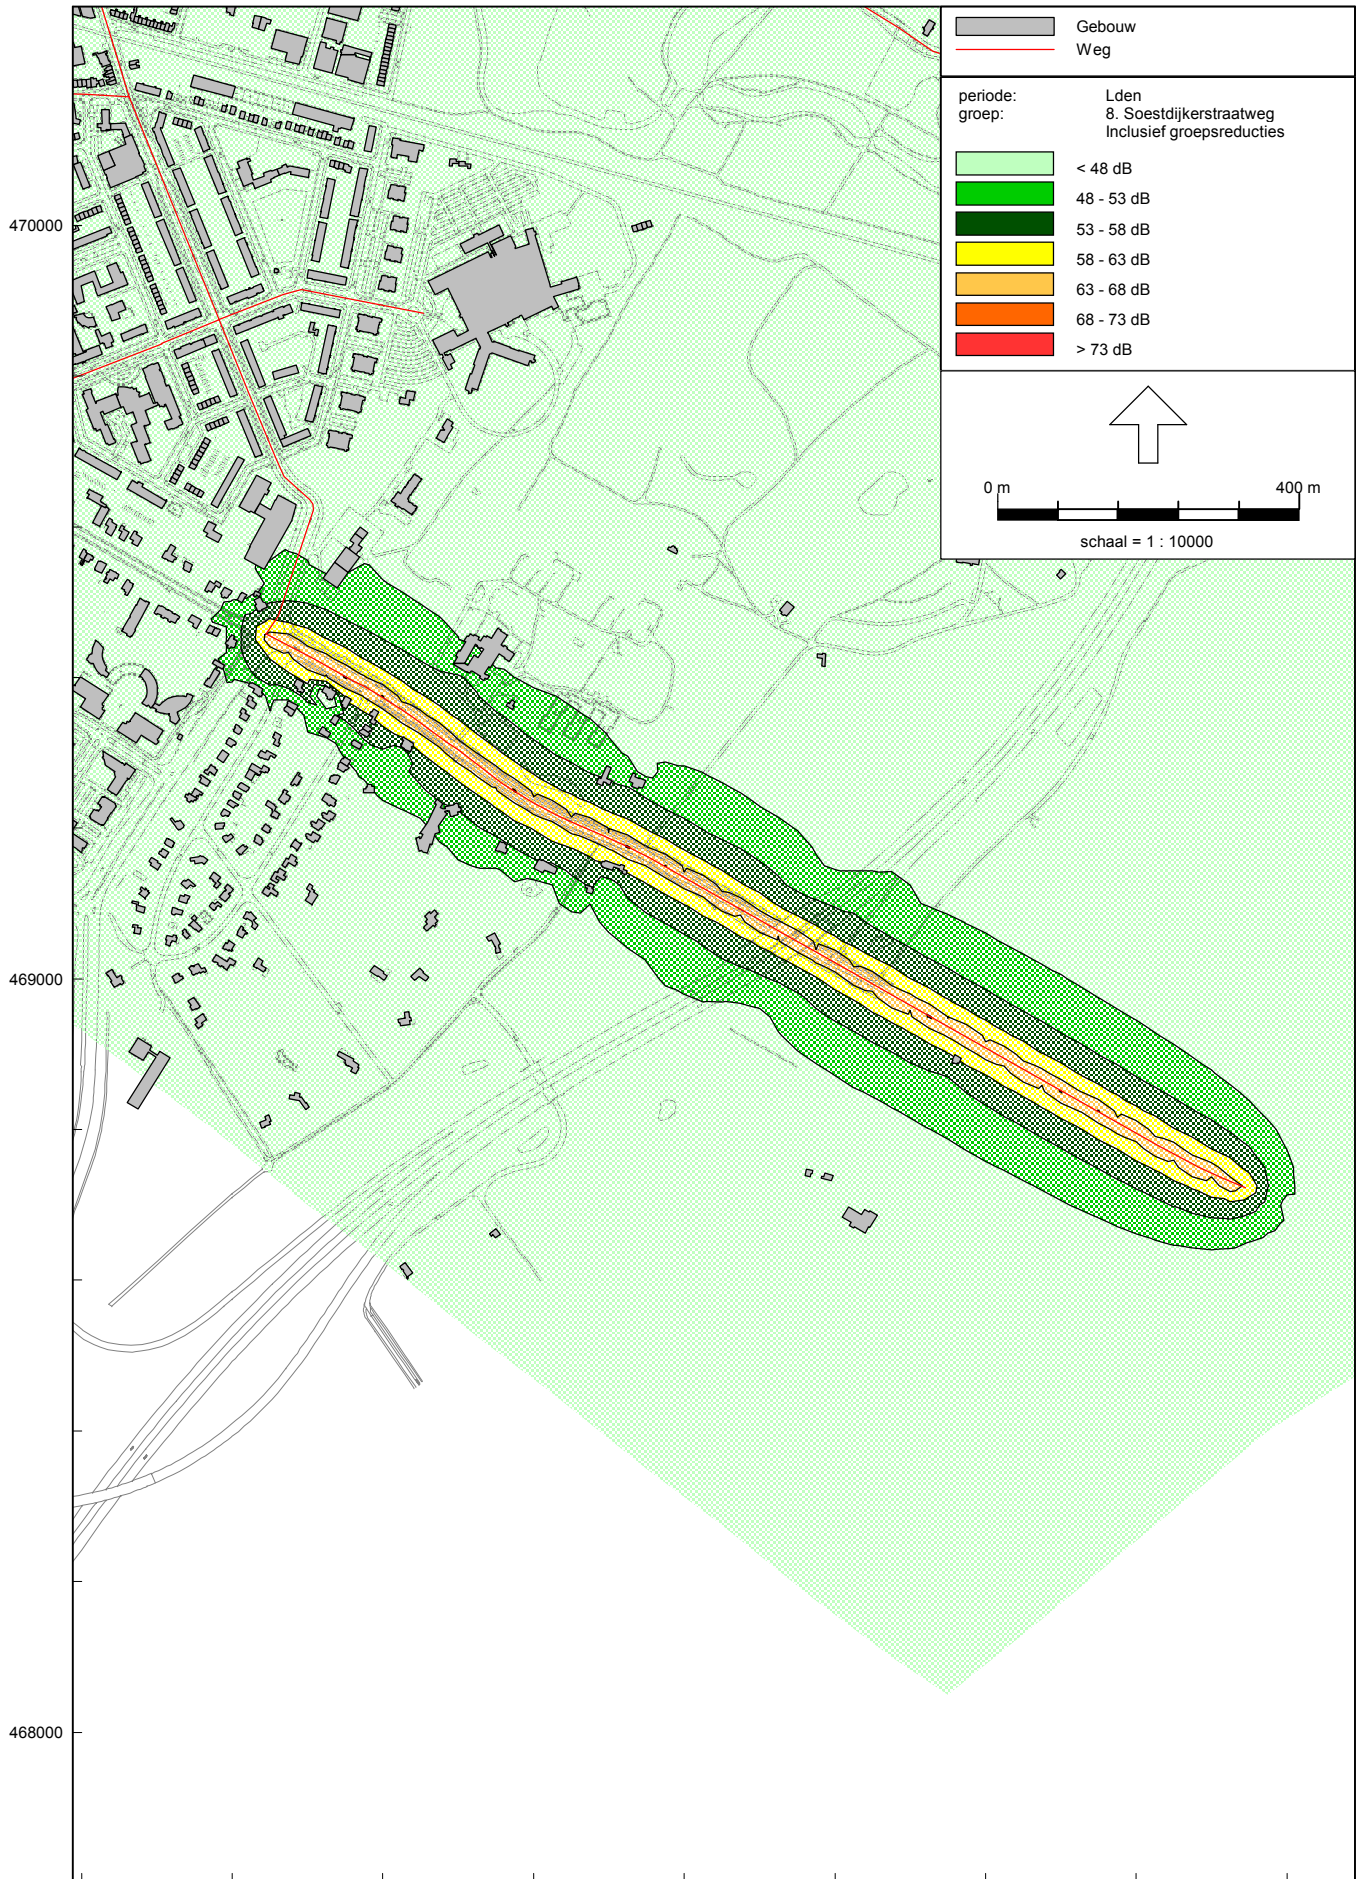 Gebouw
Weg
periode: Lden
groep: 8. Soestdijkerstraatweg
Inclusief groepsreducties
< 48 dB
48 - 53 dB
53 - 58 dB
58 - 63 dB
63 - 68 dB
68 - 73 dB
> 73 dB
0 m 400 m
schaal = 1 : 10000
470000
469000
468000